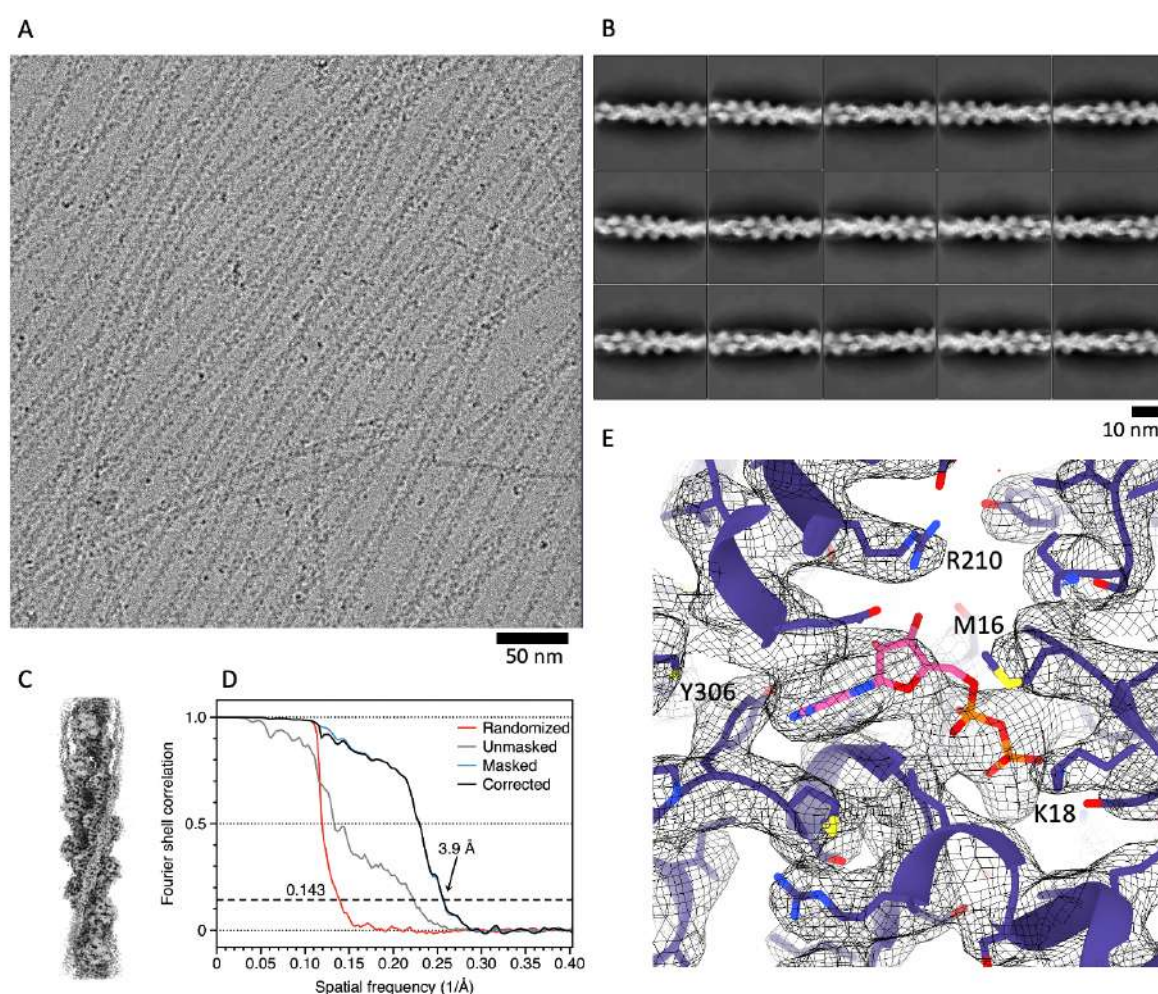 A
B
50 nm
10 nm
C
D
E
1.0
0.5
0
Fourier shell correlation
Randomized
Unmasked
Masked
Corrected
3.9 Å
0.143
0 0.05 0.10 0.15 0.20 0.25 0.30 0.35 0.40
Spatial frequency (1/Å)
R210
M16
Y306
K18